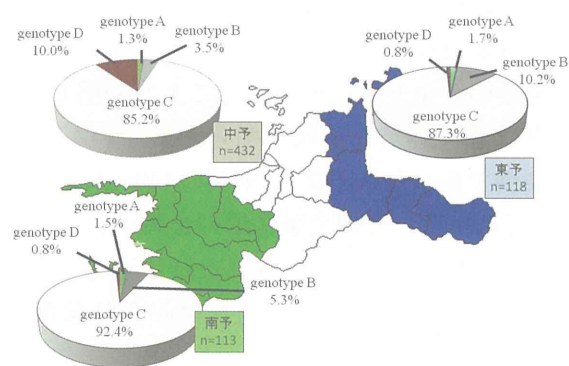 genotype A
1.3%
genotype D
10.0%
genotype B
3.5%
genotype C
85.2%
中予
n=432
genotype A
1.7%
genotype D
0.8%
genotype B
10.2%
genotype C
87.3%
東予
n=118
genotype A
1.5%
genotype D
0.8%
genotype B
5.3%
genotype C
92.4%
南予
n=113